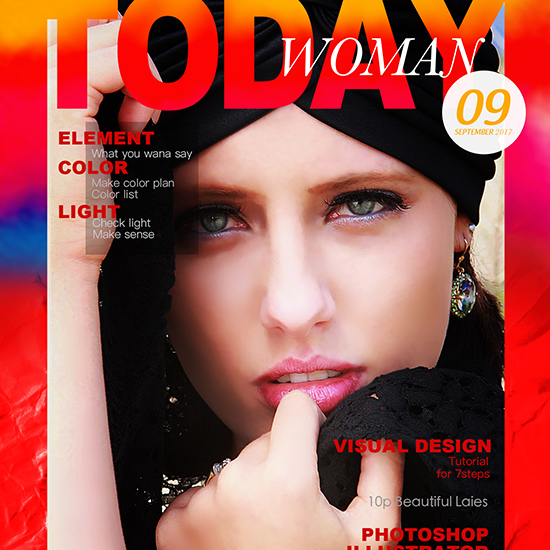 TODAY
WOMAN
09
SEPTEMBER 2017
ELEMENT
What you wana say
COLOR
Make color plan
Color list
LIGHT
Check light
Make sense
VISUAL DESIGN
Tutorial
for 7steps
10p Beautiful Laies
PHOTOSHOP
ILLUSTRATOR